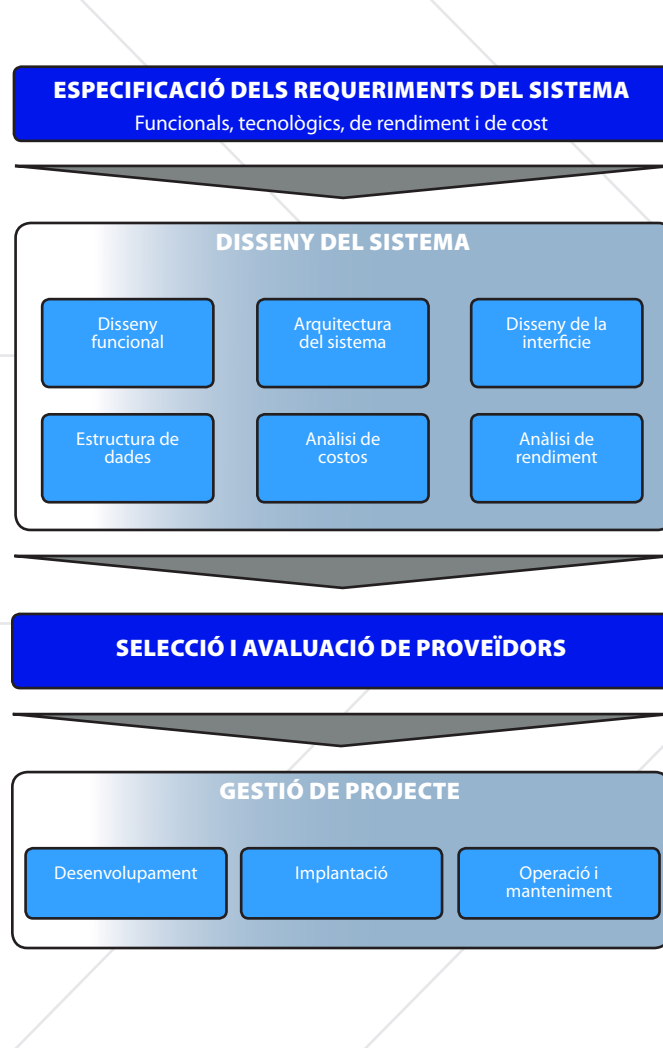 ESPECIFICACIÓ DELS REQUERIMENTS DEL SISTEMA
Funcionals, tecnològics, de rendiment i de cost
DISSENY DEL SISTEMA
Disseny
funcional
Arquitectura
del sistema
Disseny de la
interfície
Estructura de
dades
Anàlisi de
costos
Anàlisi de
rendiment
SELECCIÓ I AVALUACIÓ DE PROVEÏDORS
GESTIÓ DE PROJECTE
Desenvolupament
Implantació
Operació i
manteniment